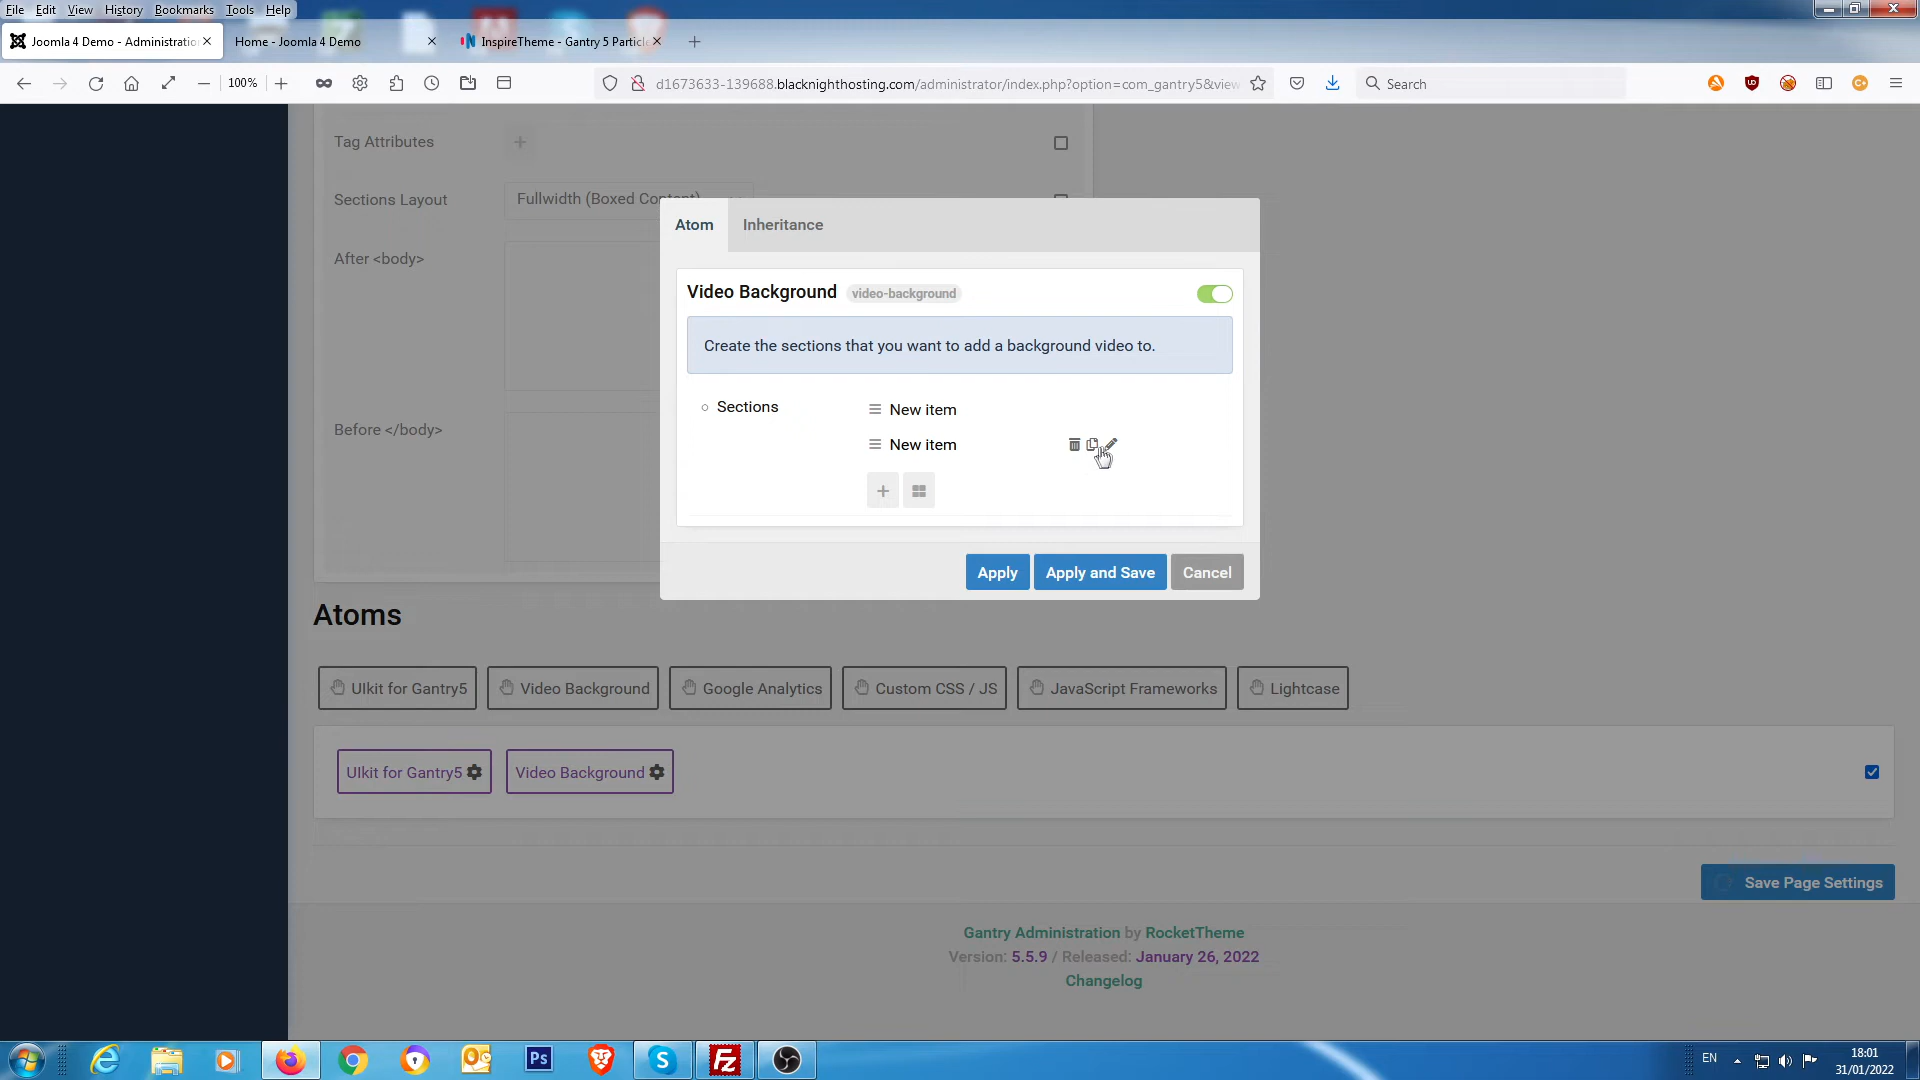 File Edit View History Bookmarks Tools Help
Joomla 4 Demo - Administratio
Home - Joomla 4 Demo
InspireTheme - Gantry 5 Particle
100%
d1673633-139688.blacknighthosting.com/administrator/index.php?option=com_gantry5&view
Search
Tag Attributes
Sections Layout
Fullwidth (Boxed Content)
After <body>
Before </body>
Atom
Inheritance
Video Background video-background
Create the sections that you want to add a background video to.
Sections
New item
New item
Apply
Apply and Save
Cancel
Atoms
UIkit for Gantry5
Video Background
Google Analytics
Custom CSS / JS
JavaScript Frameworks
Lightcase
UIkit for Gantry5
Video Background
Save Page Settings
Gantry Administration by RocketTheme
Version: 5.5.9 / Released: January 26, 2022
Changelog
EN
18:01
31/01/2022